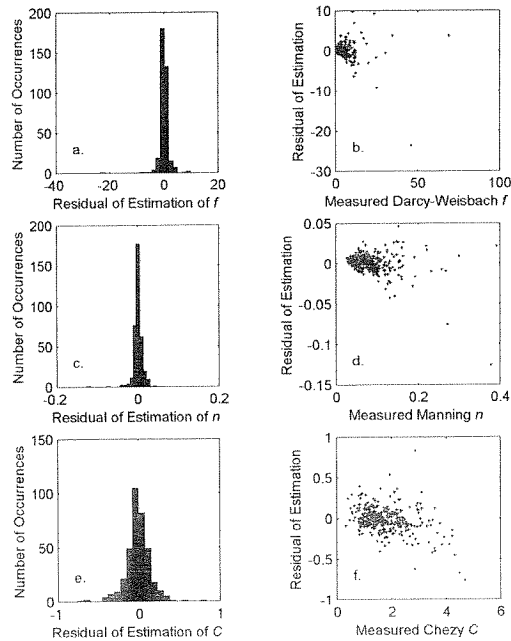 200
150
100
50
0
-40
-20
0
20
Number of Occurrences
a.
Residual of Estimation of f
10
0
-10
-20
-30
0
50
100
Residual of Estimation
b.
Measured Darcy-Weisbach f
200
150
100
50
0
-0.2
0
0.2
Number of Occurrences
c.
Residual of Estimation of n
0.05
0
-0.05
-0.1
-0.15
0
0.1
0.2
0.3
0.4
Residual of Estimation
d.
Measured Manning n
150
100
50
0
-1
0
1
Number of Occurrences
e.
Residual of Estimation of C
1
0.5
0
-0.5
-1
0
2
4
6
Residual of Estimation
f.
Measured Chezy C